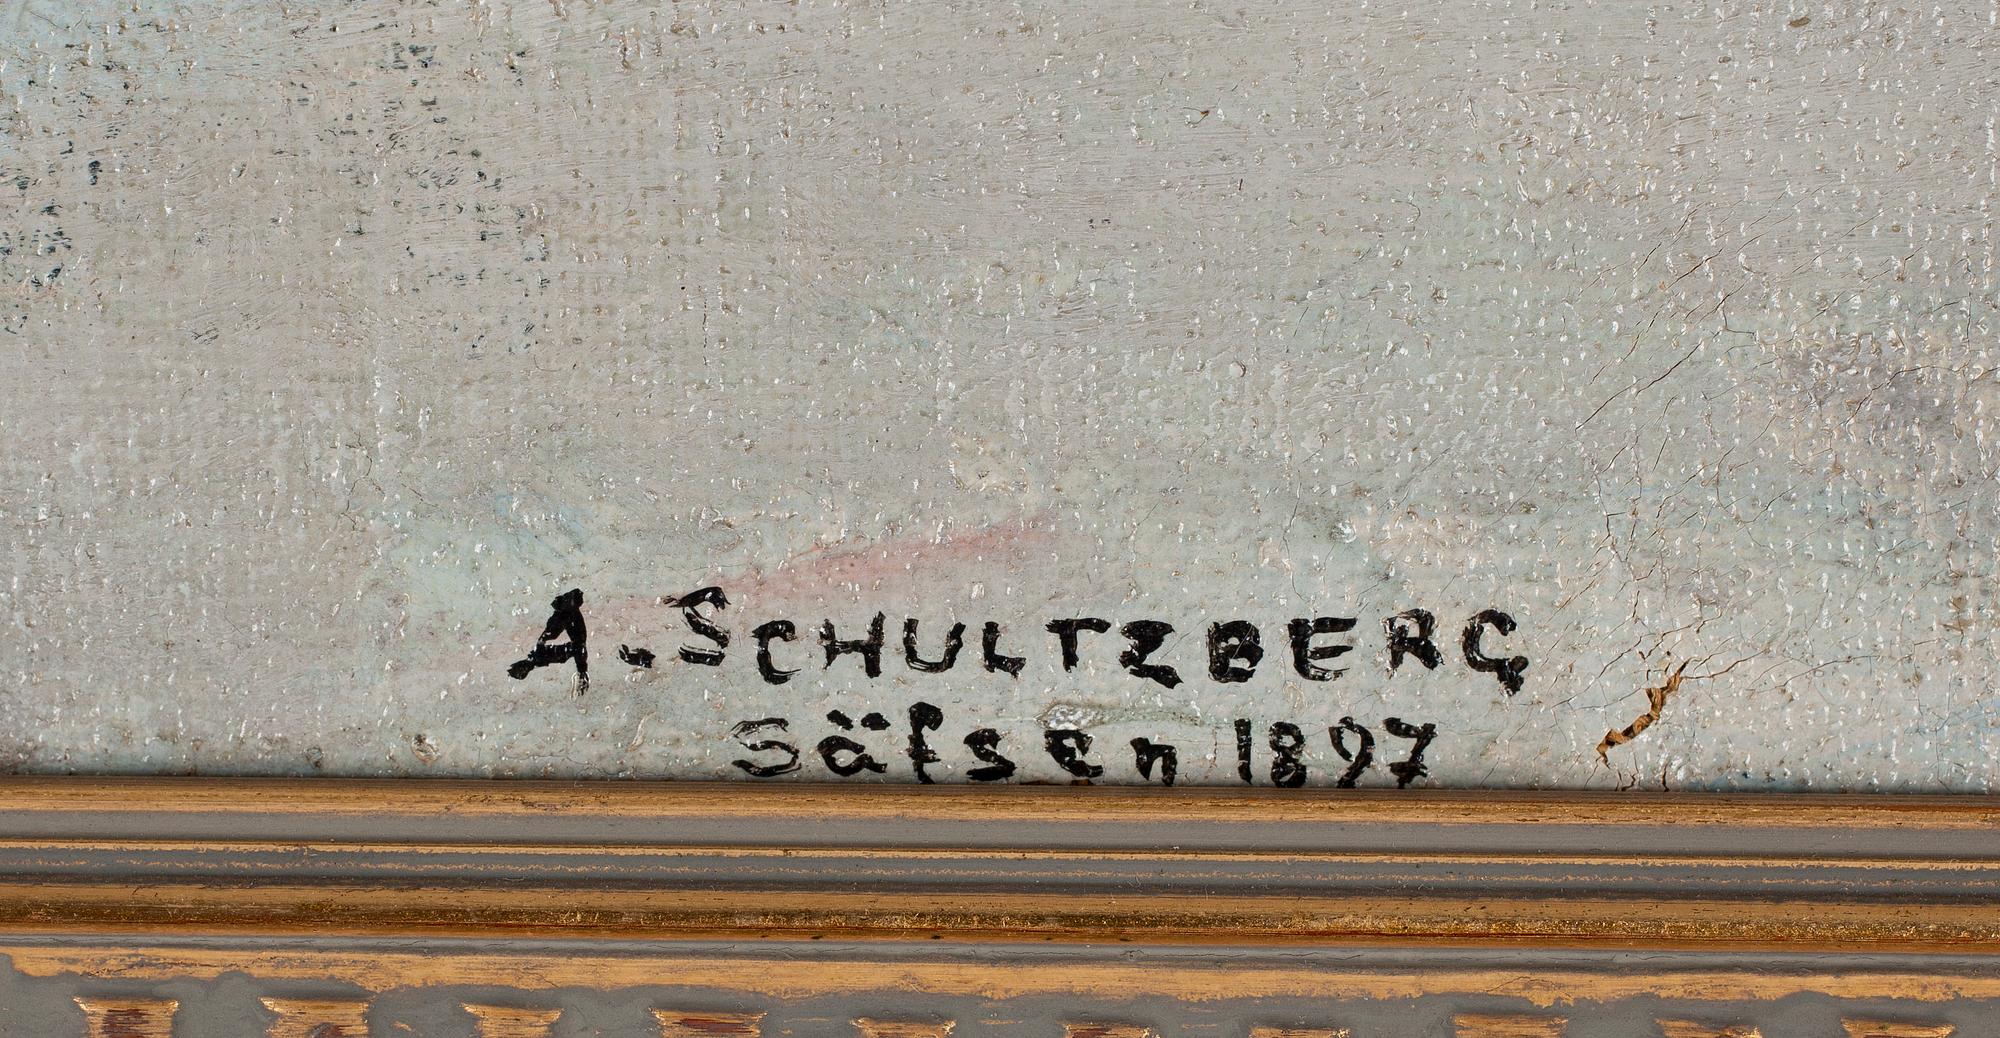 A. SCHULTZBERG
Säfsen 1897